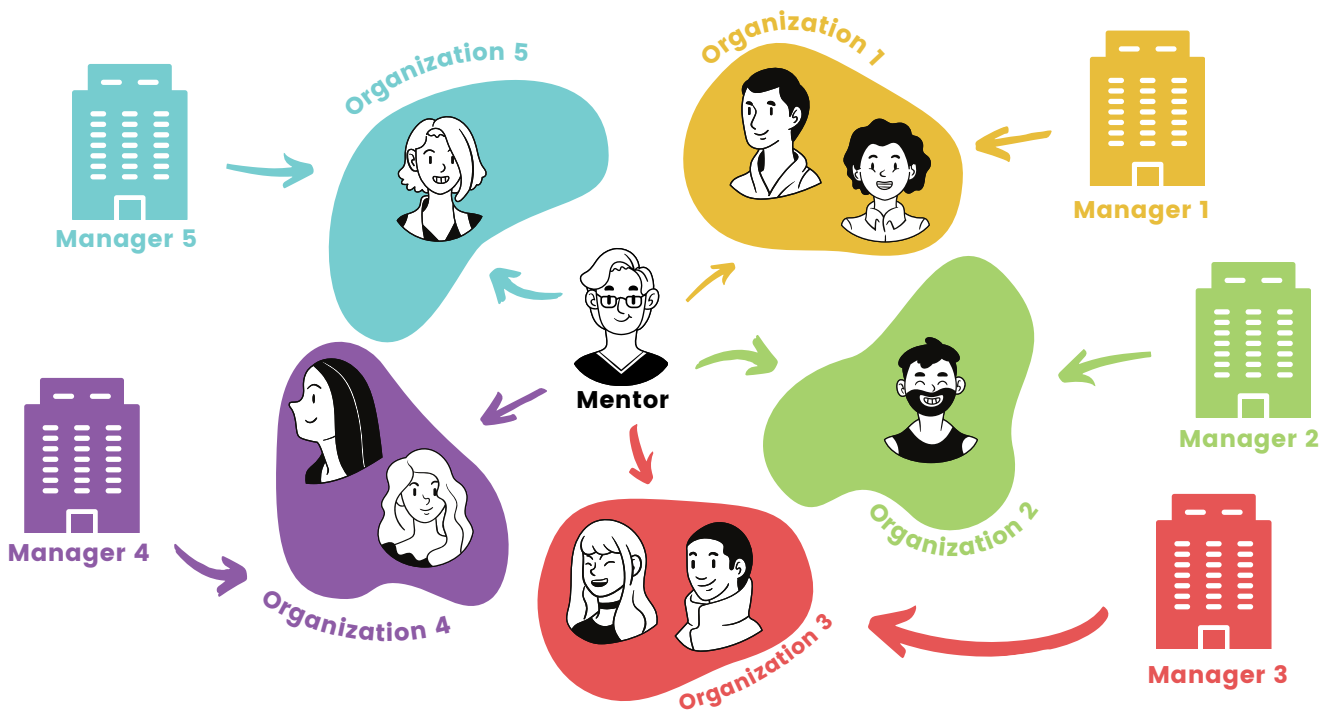 Organization 5
Organization 1
Manager 5
Manager 1
Mentor
Manager 2
Manager 4
Organization 2
Organization 4
Organization 3
Manager 3